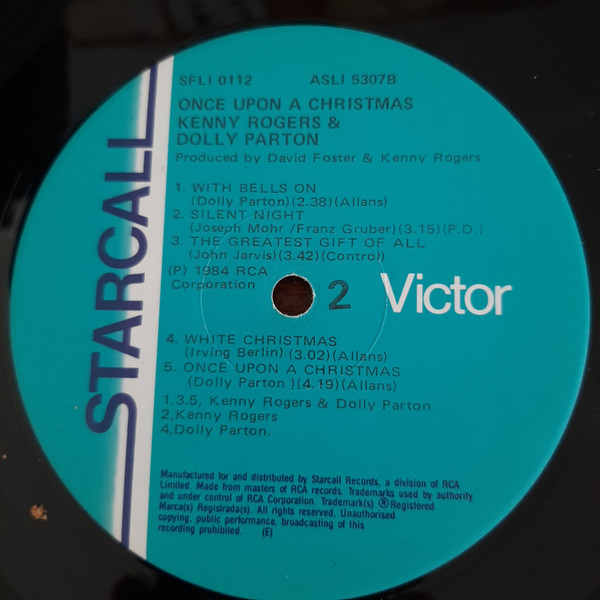 STARCALL
SFLI 0112 ASLI 5307B
ONCE UPON A CHRISTMAS
KENNY ROGERS &
DOLLY PARTON
Produced by David Foster & Kenny Rogers
1. WITH BELLS ON
(Dolly Parton)(2.38)(Allans)
2. SILENT NIGHT
(Joseph Mohr /Franz Gruber)(3.15)(P.D.)
3. THE GREATEST GIFT OF ALL
(John Jarvis)(3.42)(Control)
(P) 1984 RCA
Corporation
2
Victor
4. WHITE CHRISTMAS
(Irving Berlin)(3.02)(Allans)
5. ONCE UPON A CHRISTMAS
(Dolly Parton )(4.19)(Allans)
1.3.5, Kenny Rogers & Dolly Parton
2,Kenny Rogers
4,Dolly Parton.
Manufactured for and distributed by Starcall Records, a division of RCA
Limited. Made from masters of RCA records. Trademarks used by authority
and under control of RCA Corporation. Trademark(s) ® Registered
Marca(s) Registrada(s). All rights reserved. Unauthorised
copying, public performance, broadcasting of this
recording prohibited. (E)